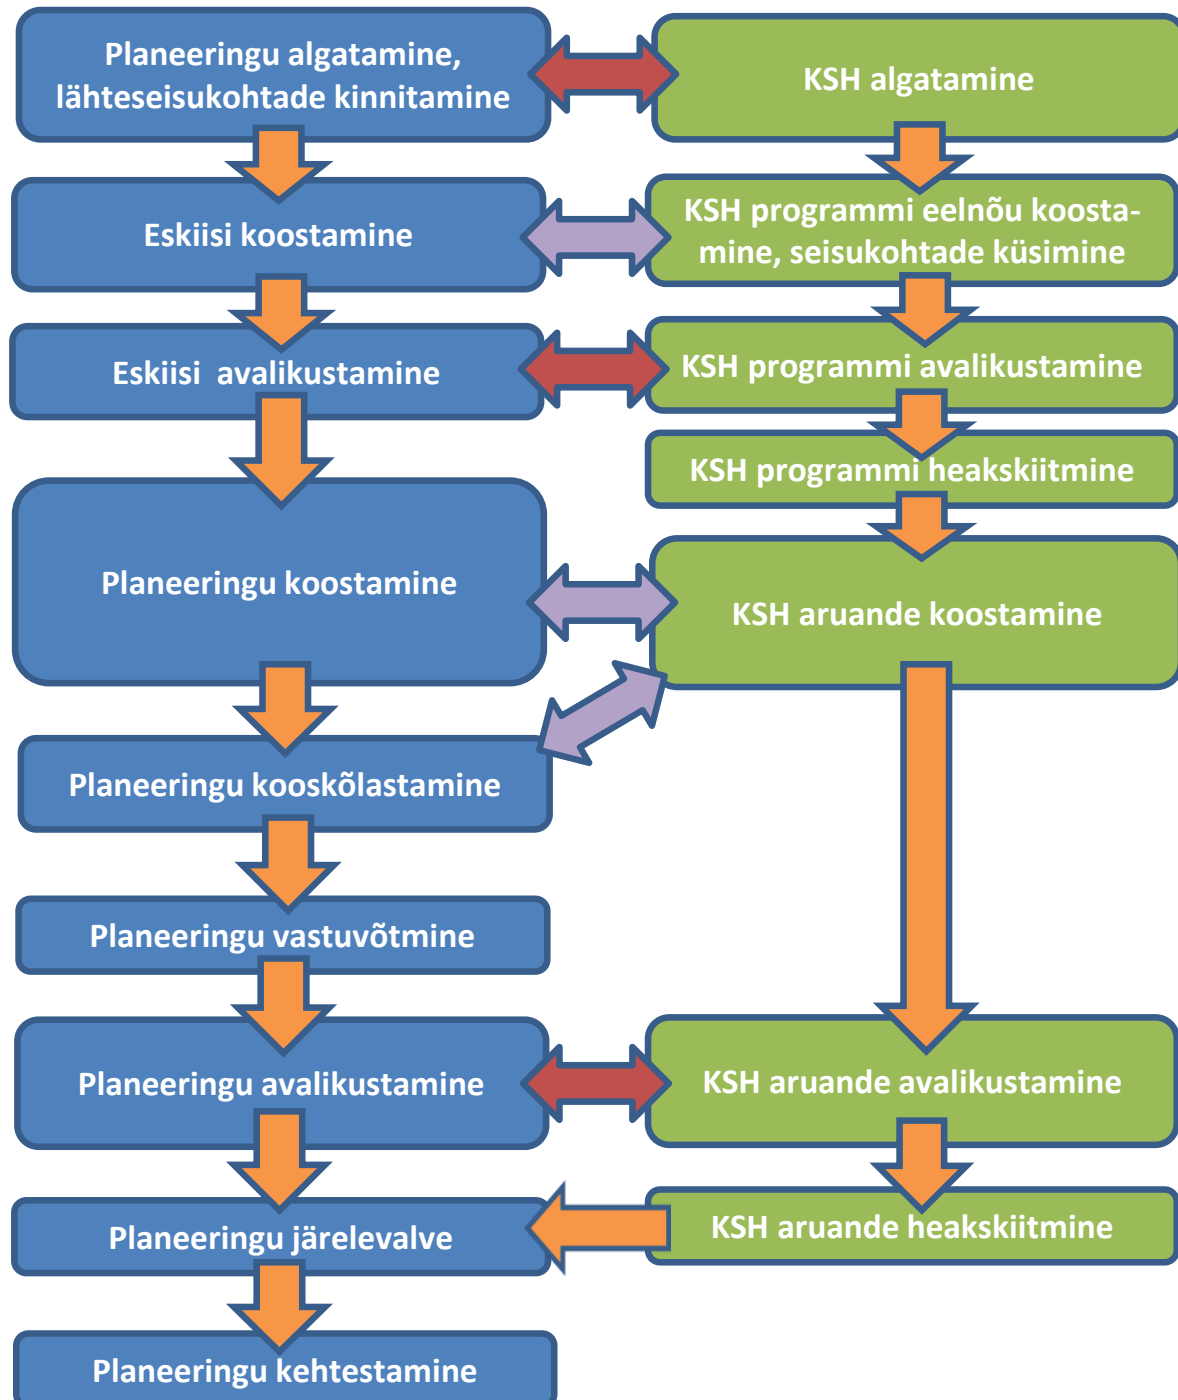 Planeeringu algatamine,
lähteseisukohtade kinnitamine
KSH algatamine
Eskiisi koostamine
KSH programmi eelnõu koosta-
mine, seisukohtade küsimine
Eskiisi avalikustamine
KSH programmi avalikustamine
KSH programmi heakskiitmine
Planeeringu koostamine
KSH aruande koostamine
Planeeringu kooskõlastamine
Planeeringu vastuvõtmine
Planeeringu avalikustamine
KSH aruande avalikustamine
Planeeringu järelevalve
KSH aruande heakskiitmine
Planeeringu kehtestamine